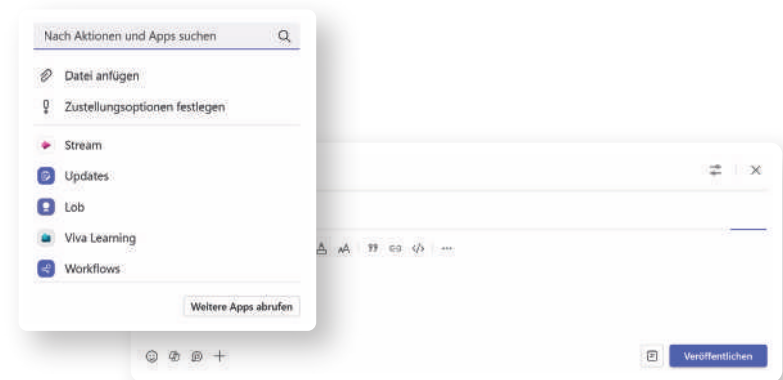 Nach Aktionen und Apps suchen
Datei anfügen
Zustellungsoptionen festlegen
Stream
Updates
Lob
Viva Learning
Workflows
Weitere Apps abrufen
Veröffentlichen